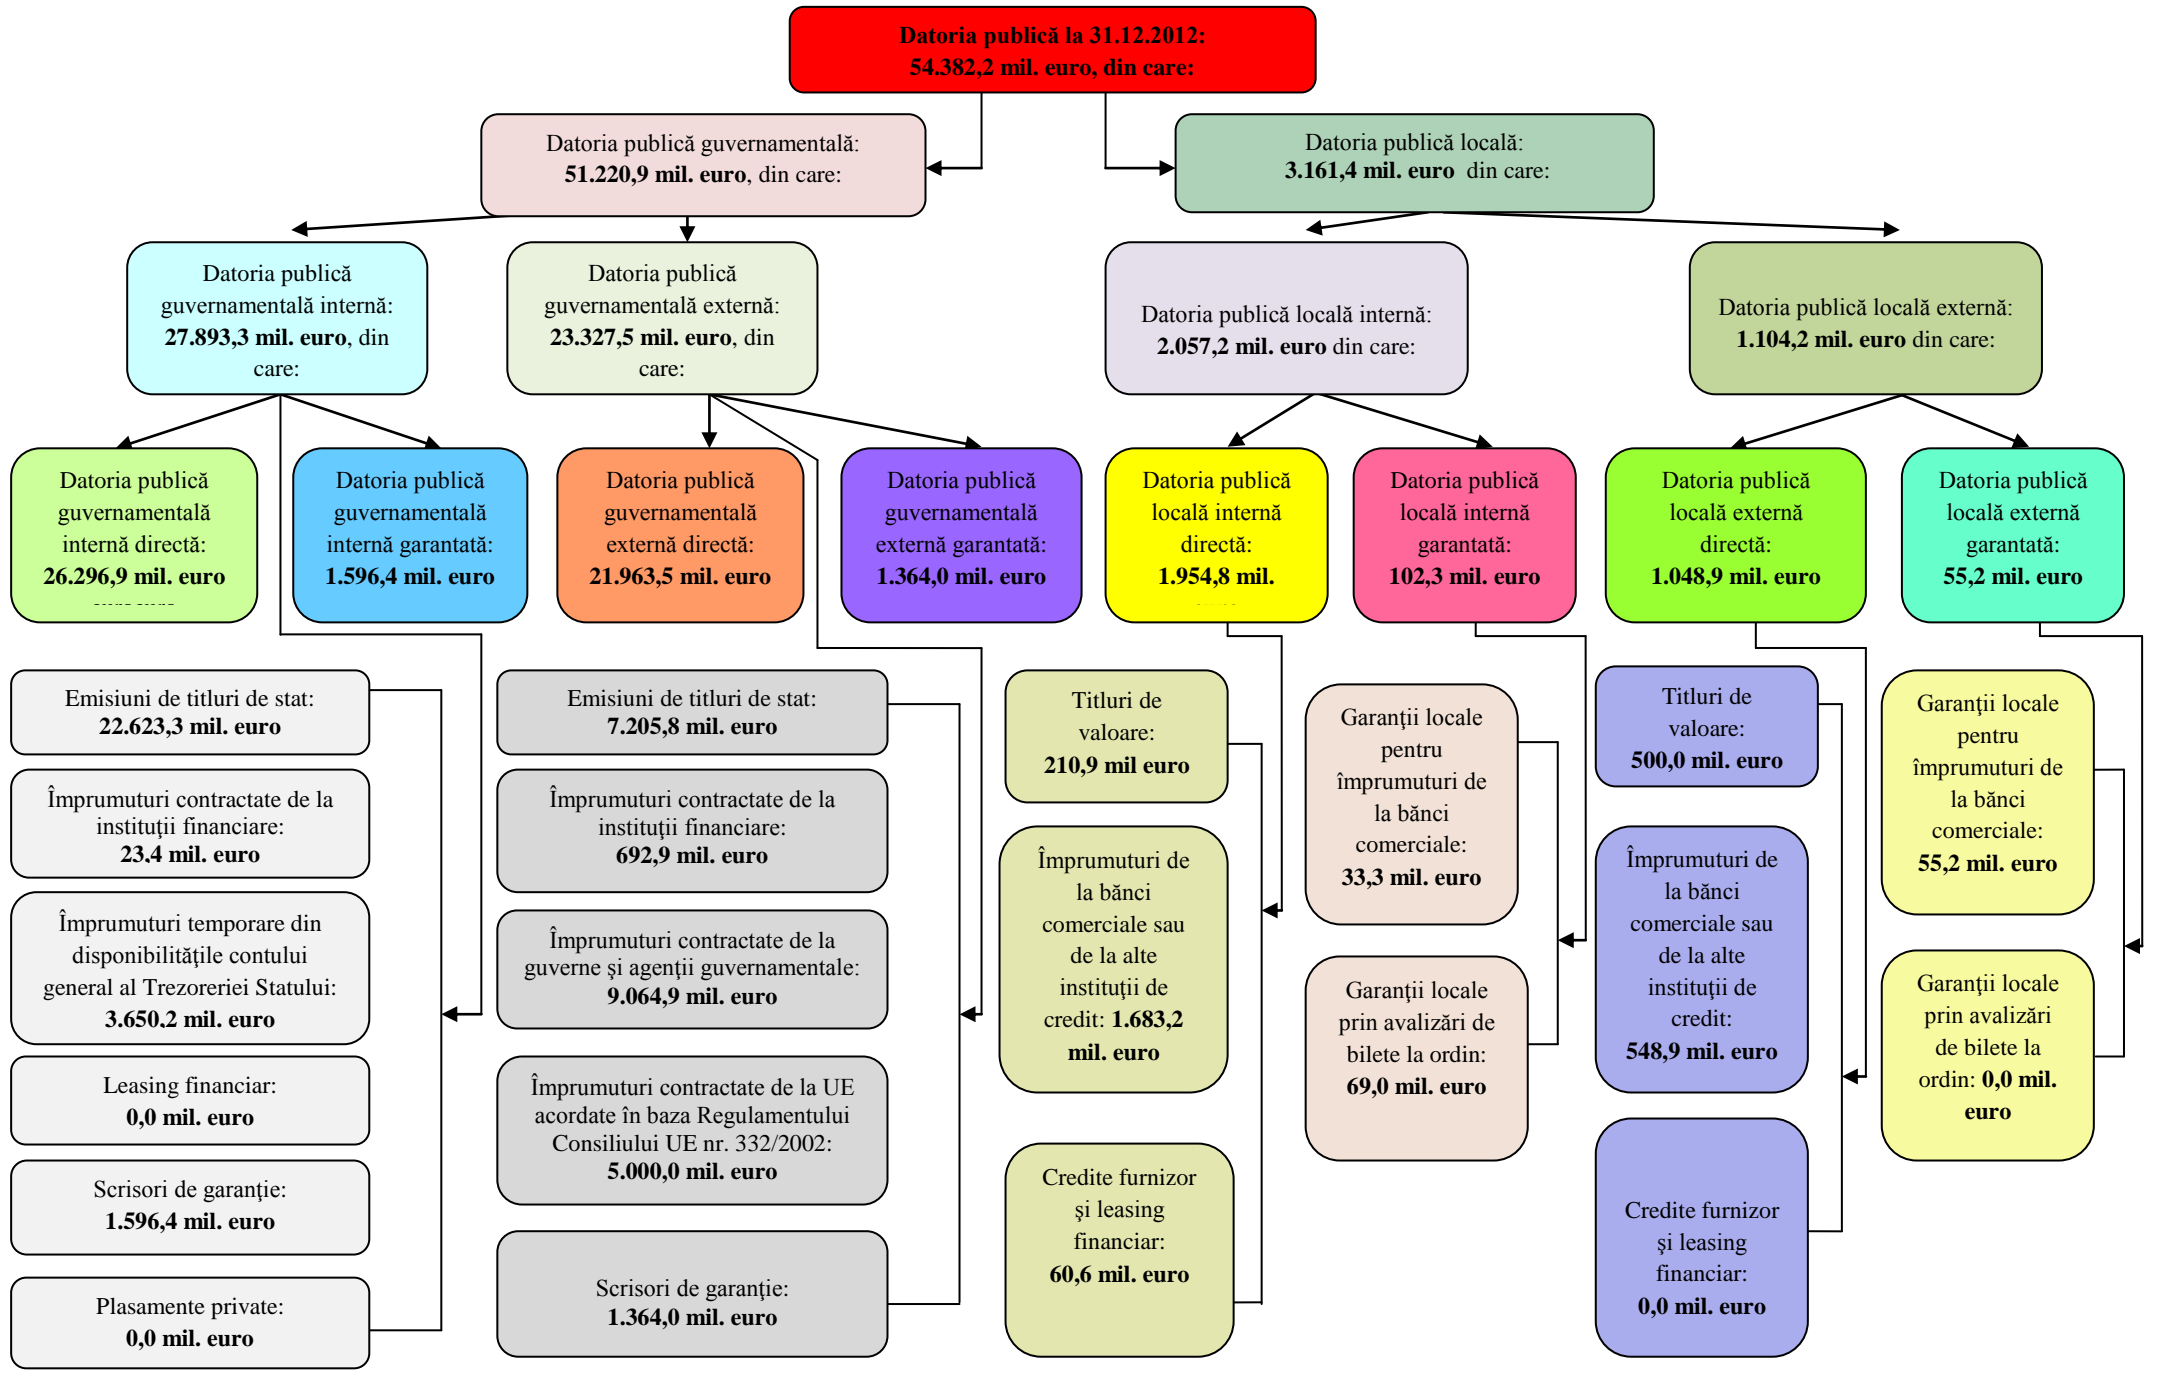 Datoria publică la 31.12.2012:
54.382,2 mil. euro, din care:
Datoria publică guvernamentală:
51.220,9 mil. euro, din care:
Datoria publică locală:
3.161,4 mil. euro din care:
Datoria publică
guvernamentală internă:
27.893,3 mil. euro, din
care:
Datoria publică
guvernamentală externă:
23.327,5 mil. euro, din
care:
Datoria publică locală internă:
2.057,2 mil. euro din care:
Datoria publică locală externă:
1.104,2 mil. euro din care:
Datoria publică
guvernamentală
internă directă:
26.296,9 mil. euro
Datoria publică
guvernamentală
internă garantată:
1.596,4 mil. euro
Datoria publică
guvernamentală
externă directă:
21.963,5 mil. euro
Datoria publică
guvernamentală
externă garantată:
1.364,0 mil. euro
Datoria publică
locală internă
directă:
1.954,8 mil.
Datoria publică
locală internă
garantată:
102,3 mil. euro
Datoria publică
locală externă
directă:
1.048,9 mil. euro
Datoria publică
locală externă
garantată:
55,2 mil. euro
Emisiuni de titluri de stat:
22.623,3 mil. euro
Împrumuturi contractate de la
instituţii financiare:
23,4 mil. euro
Împrumuturi temporare din
disponibilităţile contului
general al Trezoreriei Statului:
3.650,2 mil. euro
Leasing financiar:
0,0 mil. euro
Scrisori de garanţie:
1.596,4 mil. euro
Plasamente private:
0,0 mil. euro
Emisiuni de titluri de stat:
7.205,8 mil. euro
Împrumuturi contractate de la
instituţii financiare:
692,9 mil. euro
Împrumuturi contractate de la
guverne şi agenţii guvernamentale:
9.064,9 mil. euro
Împrumuturi contractate de la UE
acordate în baza Regulamentului
Consiliului UE nr. 332/2002:
5.000,0 mil. euro
Scrisori de garanţie:
1.364,0 mil. euro
Titluri de
valoare:
210,9 mil euro
Împrumuturi de
la bănci
comerciale sau
de la alte
instituţii de
credit: 1.683,2
mil. euro
Credite furnizor
şi leasing
financiar:
60,6 mil. euro
Garanţii locale
pentru
împrumuturi de
la bănci
comerciale:
33,3 mil. euro
Garanţii locale
prin avalizări de
bilete la ordin:
69,0 mil. euro
Titluri de
valoare:
500,0 mil. euro
Împrumuturi de
la bănci
comerciale sau
de la alte
instituţii de
credit:
548,9 mil. euro
Credite furnizor
şi leasing
financiar:
0,0 mil. euro
Garanţii locale
pentru
împrumuturi de
la bănci
comerciale:
55,2 mil. euro
Garanţii locale
prin avalizări
de bilete la
ordin: 0,0 mil.
euro